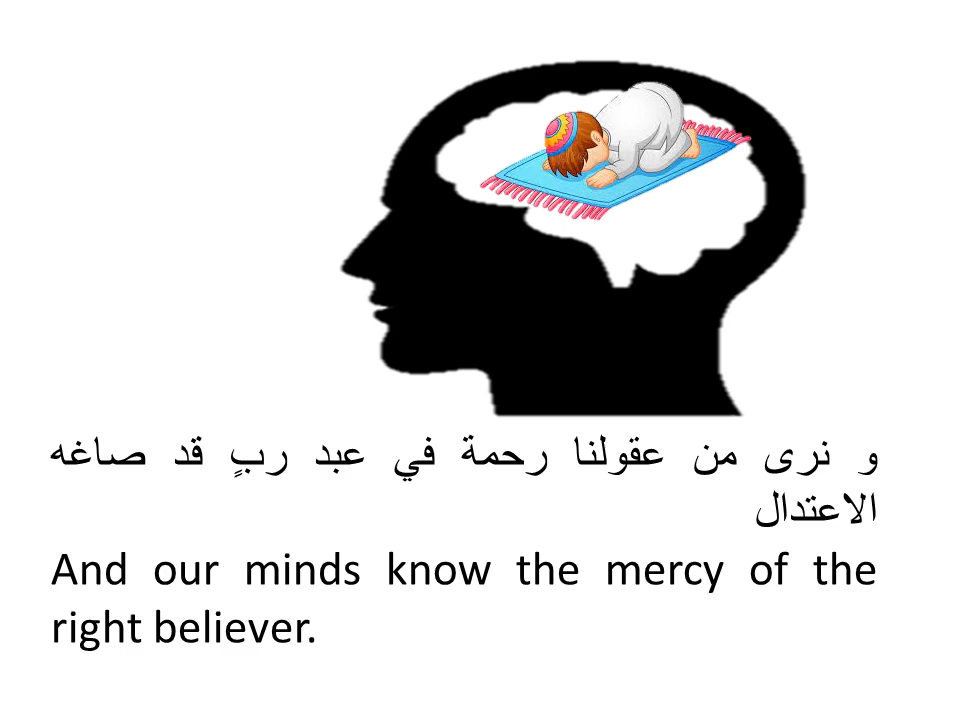 و نرى من عقولنا رحمة في عبد ربٍ قد صاغه
الاعتدال
And our minds know the mercy of the
right believer.